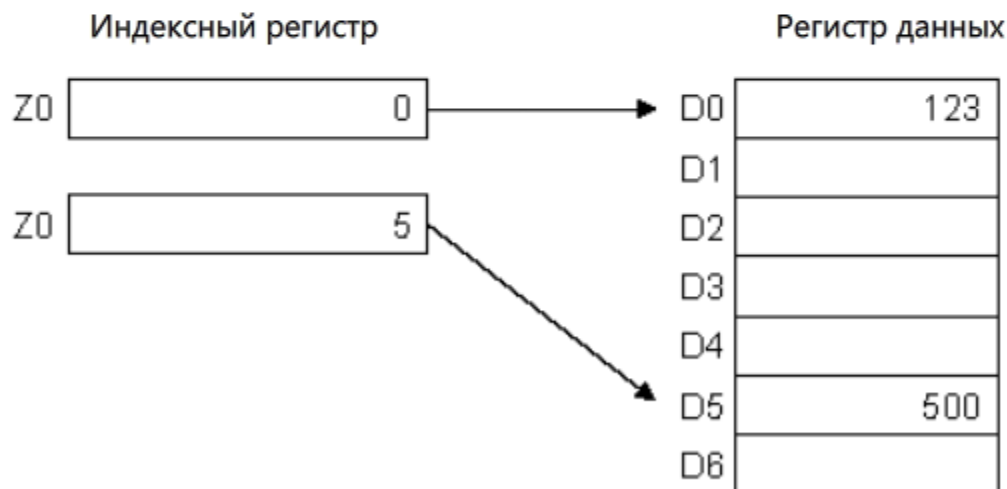 Индексный регистр Регистр данных
Z0 0 D0 123
D1
Z0 5 D2
D3
D4
D5 500
D6